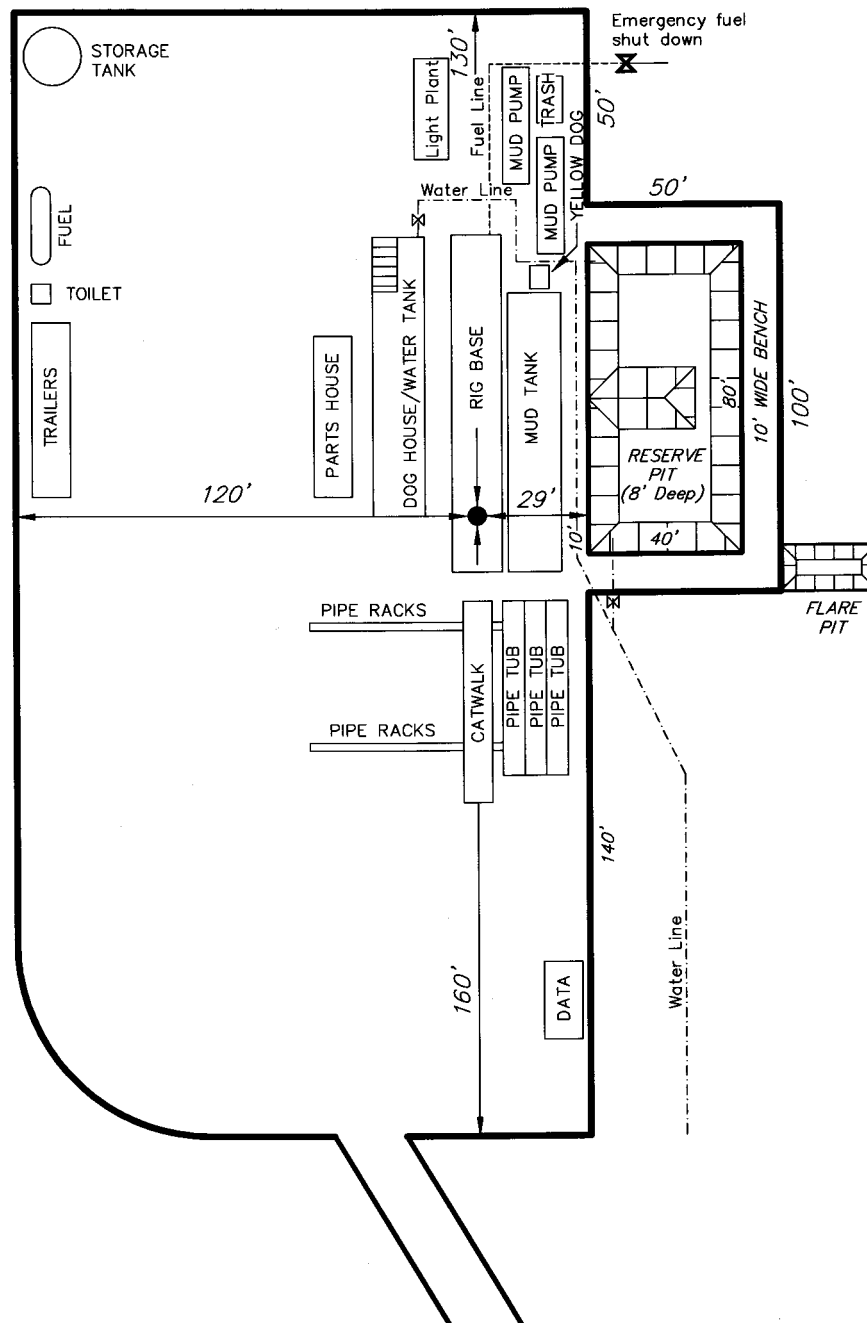 Emergency fuel
shut down
STORAGE
TANK
130'
Light Plant
Fuel Line
MUD PUMP
TRASH
50'
MUD PUMP
YELLOW DOG
Water Line
50'
FUEL
TOILET
TRAILERS
PARTS HOUSE
DOG HOUSE/WATER TANK
RIG BASE
MUD TANK
80'
10' WIDE BENCH
100'
RESERVE
PIT
(8' Deep)
120'
29'
10'
40'
FLARE
PIT
PIPE RACKS
CATWALK
PIPE TUB
PIPE TUB
PIPE TUB
PIPE RACKS
140'
Water Line
160'
DATA